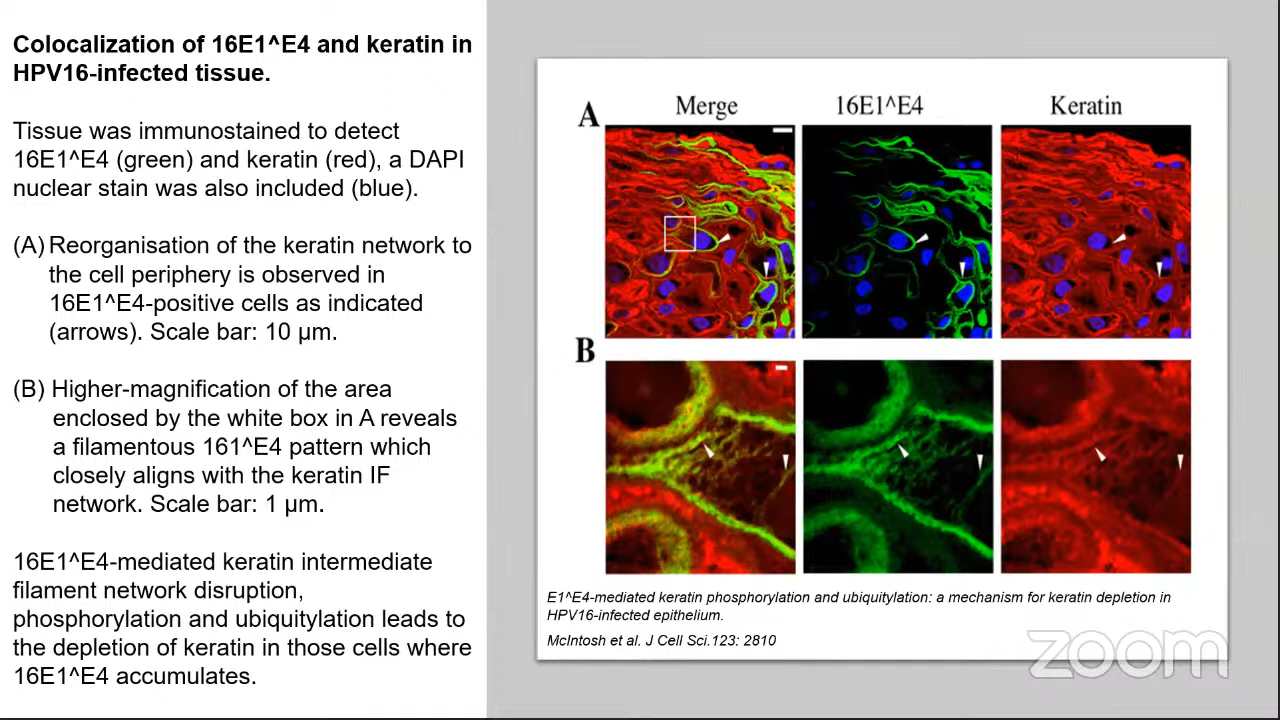 Colocalization of 16E1^E4 and keratin in
HPV16-infected tissue.
Tissue was immunostained to detect
16E1^E4 (green) and keratin (red), a DAPI
nuclear stain was also included (blue).
(A) Reorganisation of the keratin network to
the cell periphery is observed in
16E1^E4-positive cells as indicated
(arrows). Scale bar: 10 µm.
(B) Higher-magnification of the area
enclosed by the white box in A reveals
a filamentous 161^E4 pattern which
closely aligns with the keratin IF
network. Scale bar: 1 µm.
16E1^E4-mediated keratin intermediate
filament network disruption,
phosphorylation and ubiquitylation leads to
the depletion of keratin in those cells where
16E1^E4 accumulates.
A
Merge
16E1^E4
Keratin
B
E1^E4-mediated keratin phosphorylation and ubiquitylation: a mechanism for keratin depletion in
HPV16-infected epithelium.
McIntosh et al. J Cell Sci.123: 2810
zoom